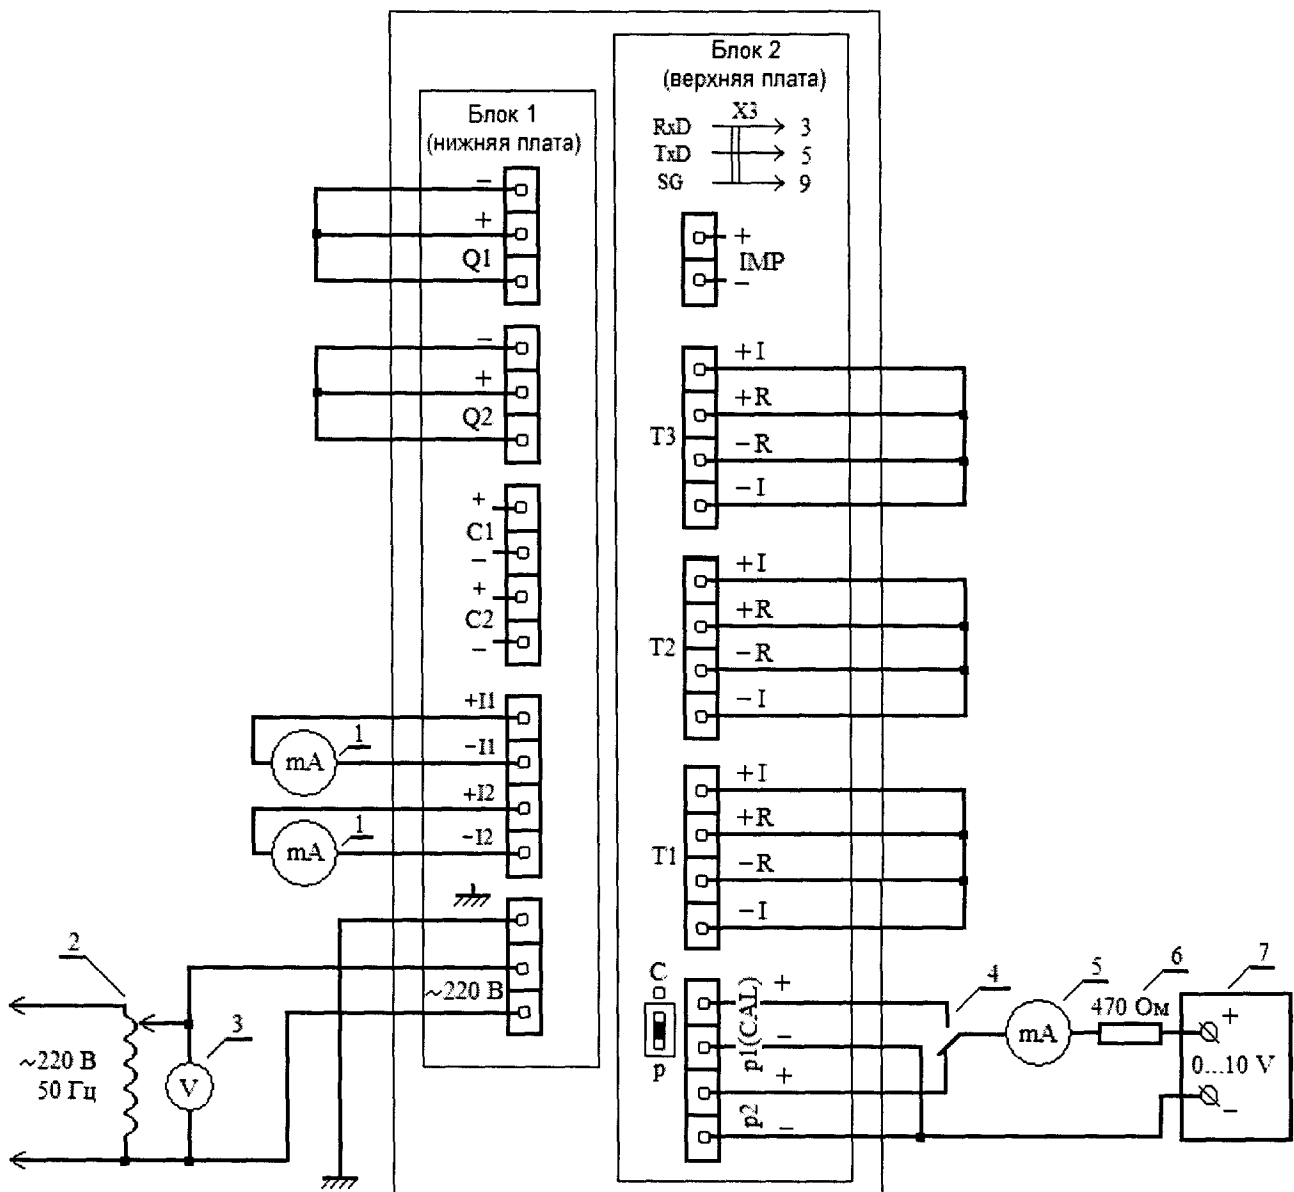 Блок 2
(верхняя плата)
X3
RxD 3
TxD 5
SG 9
+
IMP
−
Блок 1
(нижняя плата)
−
+
Q1
−
+
Q2
+
C1
−
+
C2
−
+I1
−I1
+I2
−I2
mA
1
mA
1
~220 В
2
3
V
~220 В
50 Гц
T3
+I
+R
−R
−I
T2
+I
+R
−R
−I
T1
+I
+R
−R
−I
C
p
p1(CAL)
+
−
p2
+
−
4
5
mA
6
470 Ом
7
+
0...10 V
−